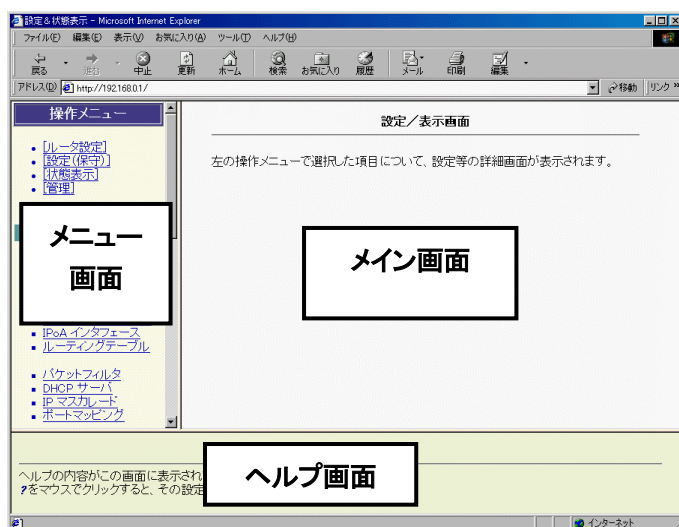 設定＆状態表示 - Microsoft Internet Explorer
ファイル(F) 編集(E) 表示(V) お気に入り(A) ツール(T) ヘルプ(H)
戻る 進む 中止 更新 ホーム 検索 お気に入り 履歴 メール 印刷 編集
アドレス(D) http://192.168.0.1/ 移動 リンク »
操作メニュー
• [ルータ設定]
• [設定(保守)]
• [状態表示]
• [管理]
メニュー
画面
• IPoA インタフェース
• ルーティングテーブル
• パケットフィルタ
• DHCP サーバ
• IP マスカレード
• ポートマッピング
設定／表示画面
左の操作メニューで選択した項目について、設定等の詳細画面が表示されます。
メイン画面
ヘルプの内容がこの画面に表示され
?をマウスでクリックすると、その設定
ヘルプ画面
インターネット